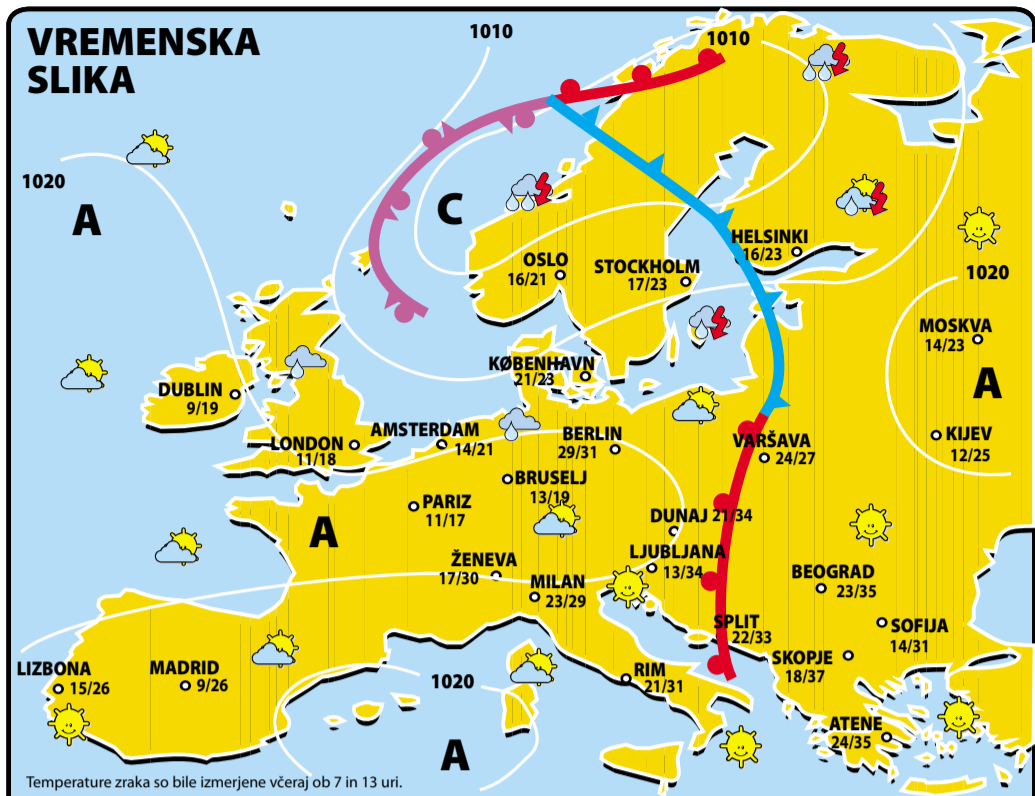 VREMENSKA
SLIKA
1010
1010
1020
A
C
HELSINKI
16/23
OSLO
16/21
STOCKHOLM
17/23
1020
MOSKVA
14/23
KØBENHAVN
21/23
A
DUBLIN
9/19
LONDON
11/18
AMSTERDAM
14/21
BERLIN
29/31
VARŠAVA
24/27
KIJEV
12/25
BRUSELJ
13/19
PARIZ
11/17
A
DUNAJ 21/34
LJUBLJANA
13/34
ŽENEVA
17/30
MILAN
23/29
BEOGRAD
23/35
SPLIT
22/33
SOFIJA
14/31
SKOPJE
18/37
LIZBONA
15/26
MADRID
9/26
1020
RIM
21/31
ATENE
24/35
A
Temperature zraka so bile izmerjene včeraj ob 7 in 13 uri.